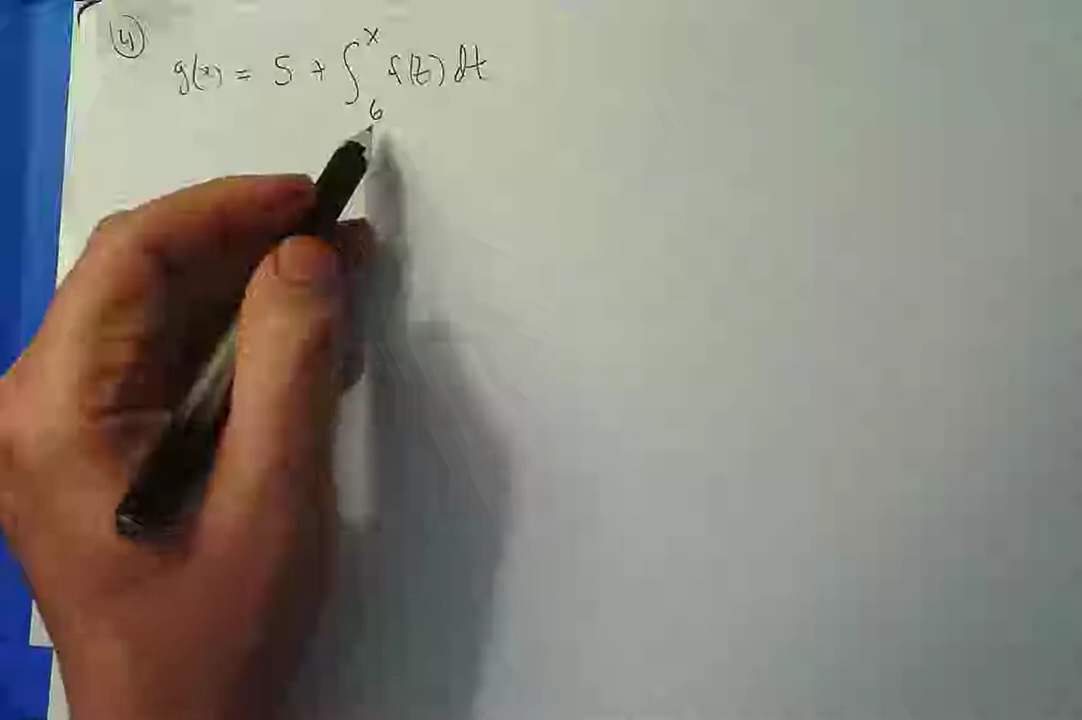 ④ g(x) = 5 + ∫₆ˣ f(t) dt